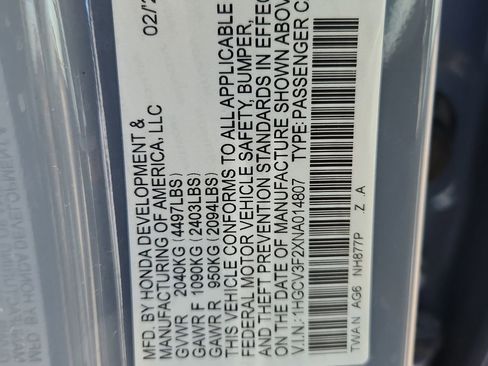 MFD. BY HONDA DEVELOPMENT & 02/
MANUFACTURING OF AMERICA, LLC
GVWR 2040KG (4497LBS)
GAWR F 1090KG (2403LBS)
GAWR R 950KG (2094LBS)
THIS VEHICLE CONFORMS TO ALL APPLICABLE
FEDERAL MOTOR VEHICLE SAFETY, BUMPER,
AND THEFT PREVENTION STANDARDS IN EFFEC
ON THE DATE OF MANUFACTURE SHOWN ABOV
V.I.N.: 1HGCV3F2XNA014807 TYPE: PASSENGER C
TWAN AG6 NH877P Z A